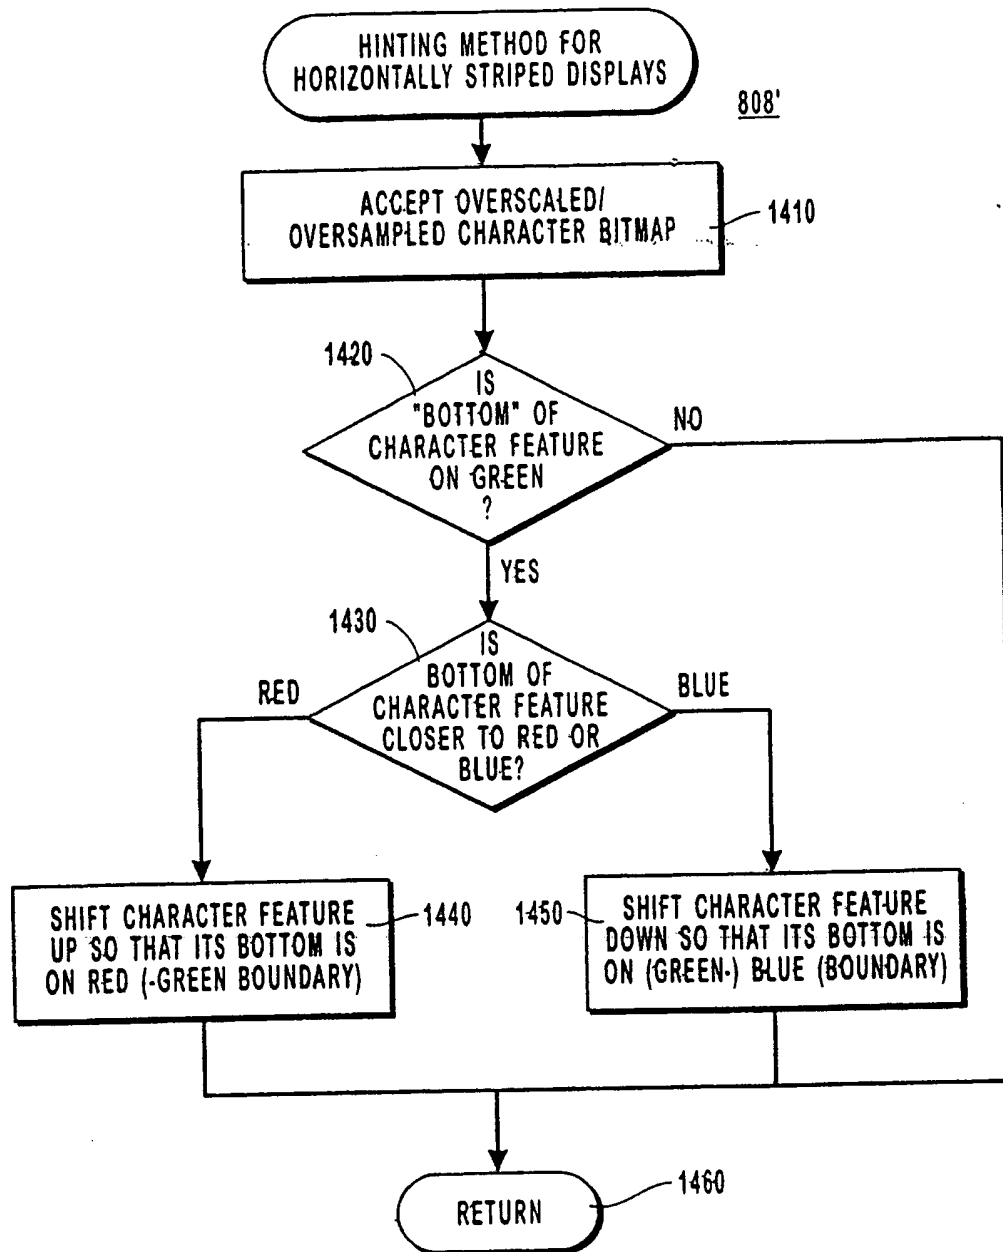 HINTING METHOD FOR
HORIZONTALLY STRIPED DISPLAYS
808'
ACCEPT OVERSCALED/
OVERSAMPLED CHARACTER BITMAP
1410
1420
IS
"BOTTOM" OF
CHARACTER FEATURE
ON GREEN
?
NO
YES
1430
IS
BOTTOM OF
CHARACTER FEATURE
CLOSER TO RED OR
BLUE?
RED
BLUE
SHIFT CHARACTER FEATURE
UP SO THAT ITS BOTTOM IS
ON RED (-GREEN BOUNDARY)
1440
1450
SHIFT CHARACTER FEATURE
DOWN SO THAT ITS BOTTOM IS
ON (GREEN-) BLUE (BOUNDARY)
RETURN
1460